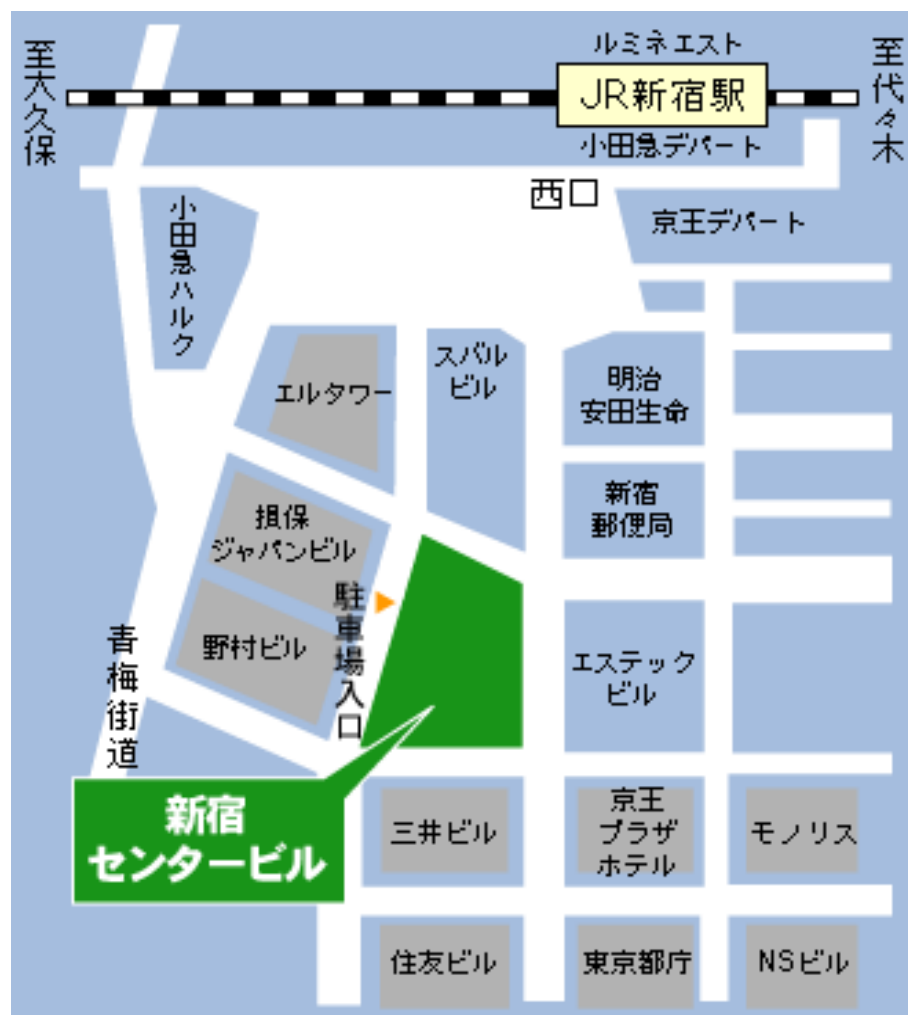 ルミネエスト
至大久保
JR新宿駅
至代々木
小田急デパート
西口
京王デパート
小田急ハルク
エルタワー
スバル
ビル
明治
安田生命
損保
ジャパンビル
新宿
郵便局
駐車場入口
野村ビル
エステック
ビル
青梅街道
新宿
センタービル
三井ビル
京王
プラザ
ホテル
モノリス
住友ビル
東京都庁
NSビル